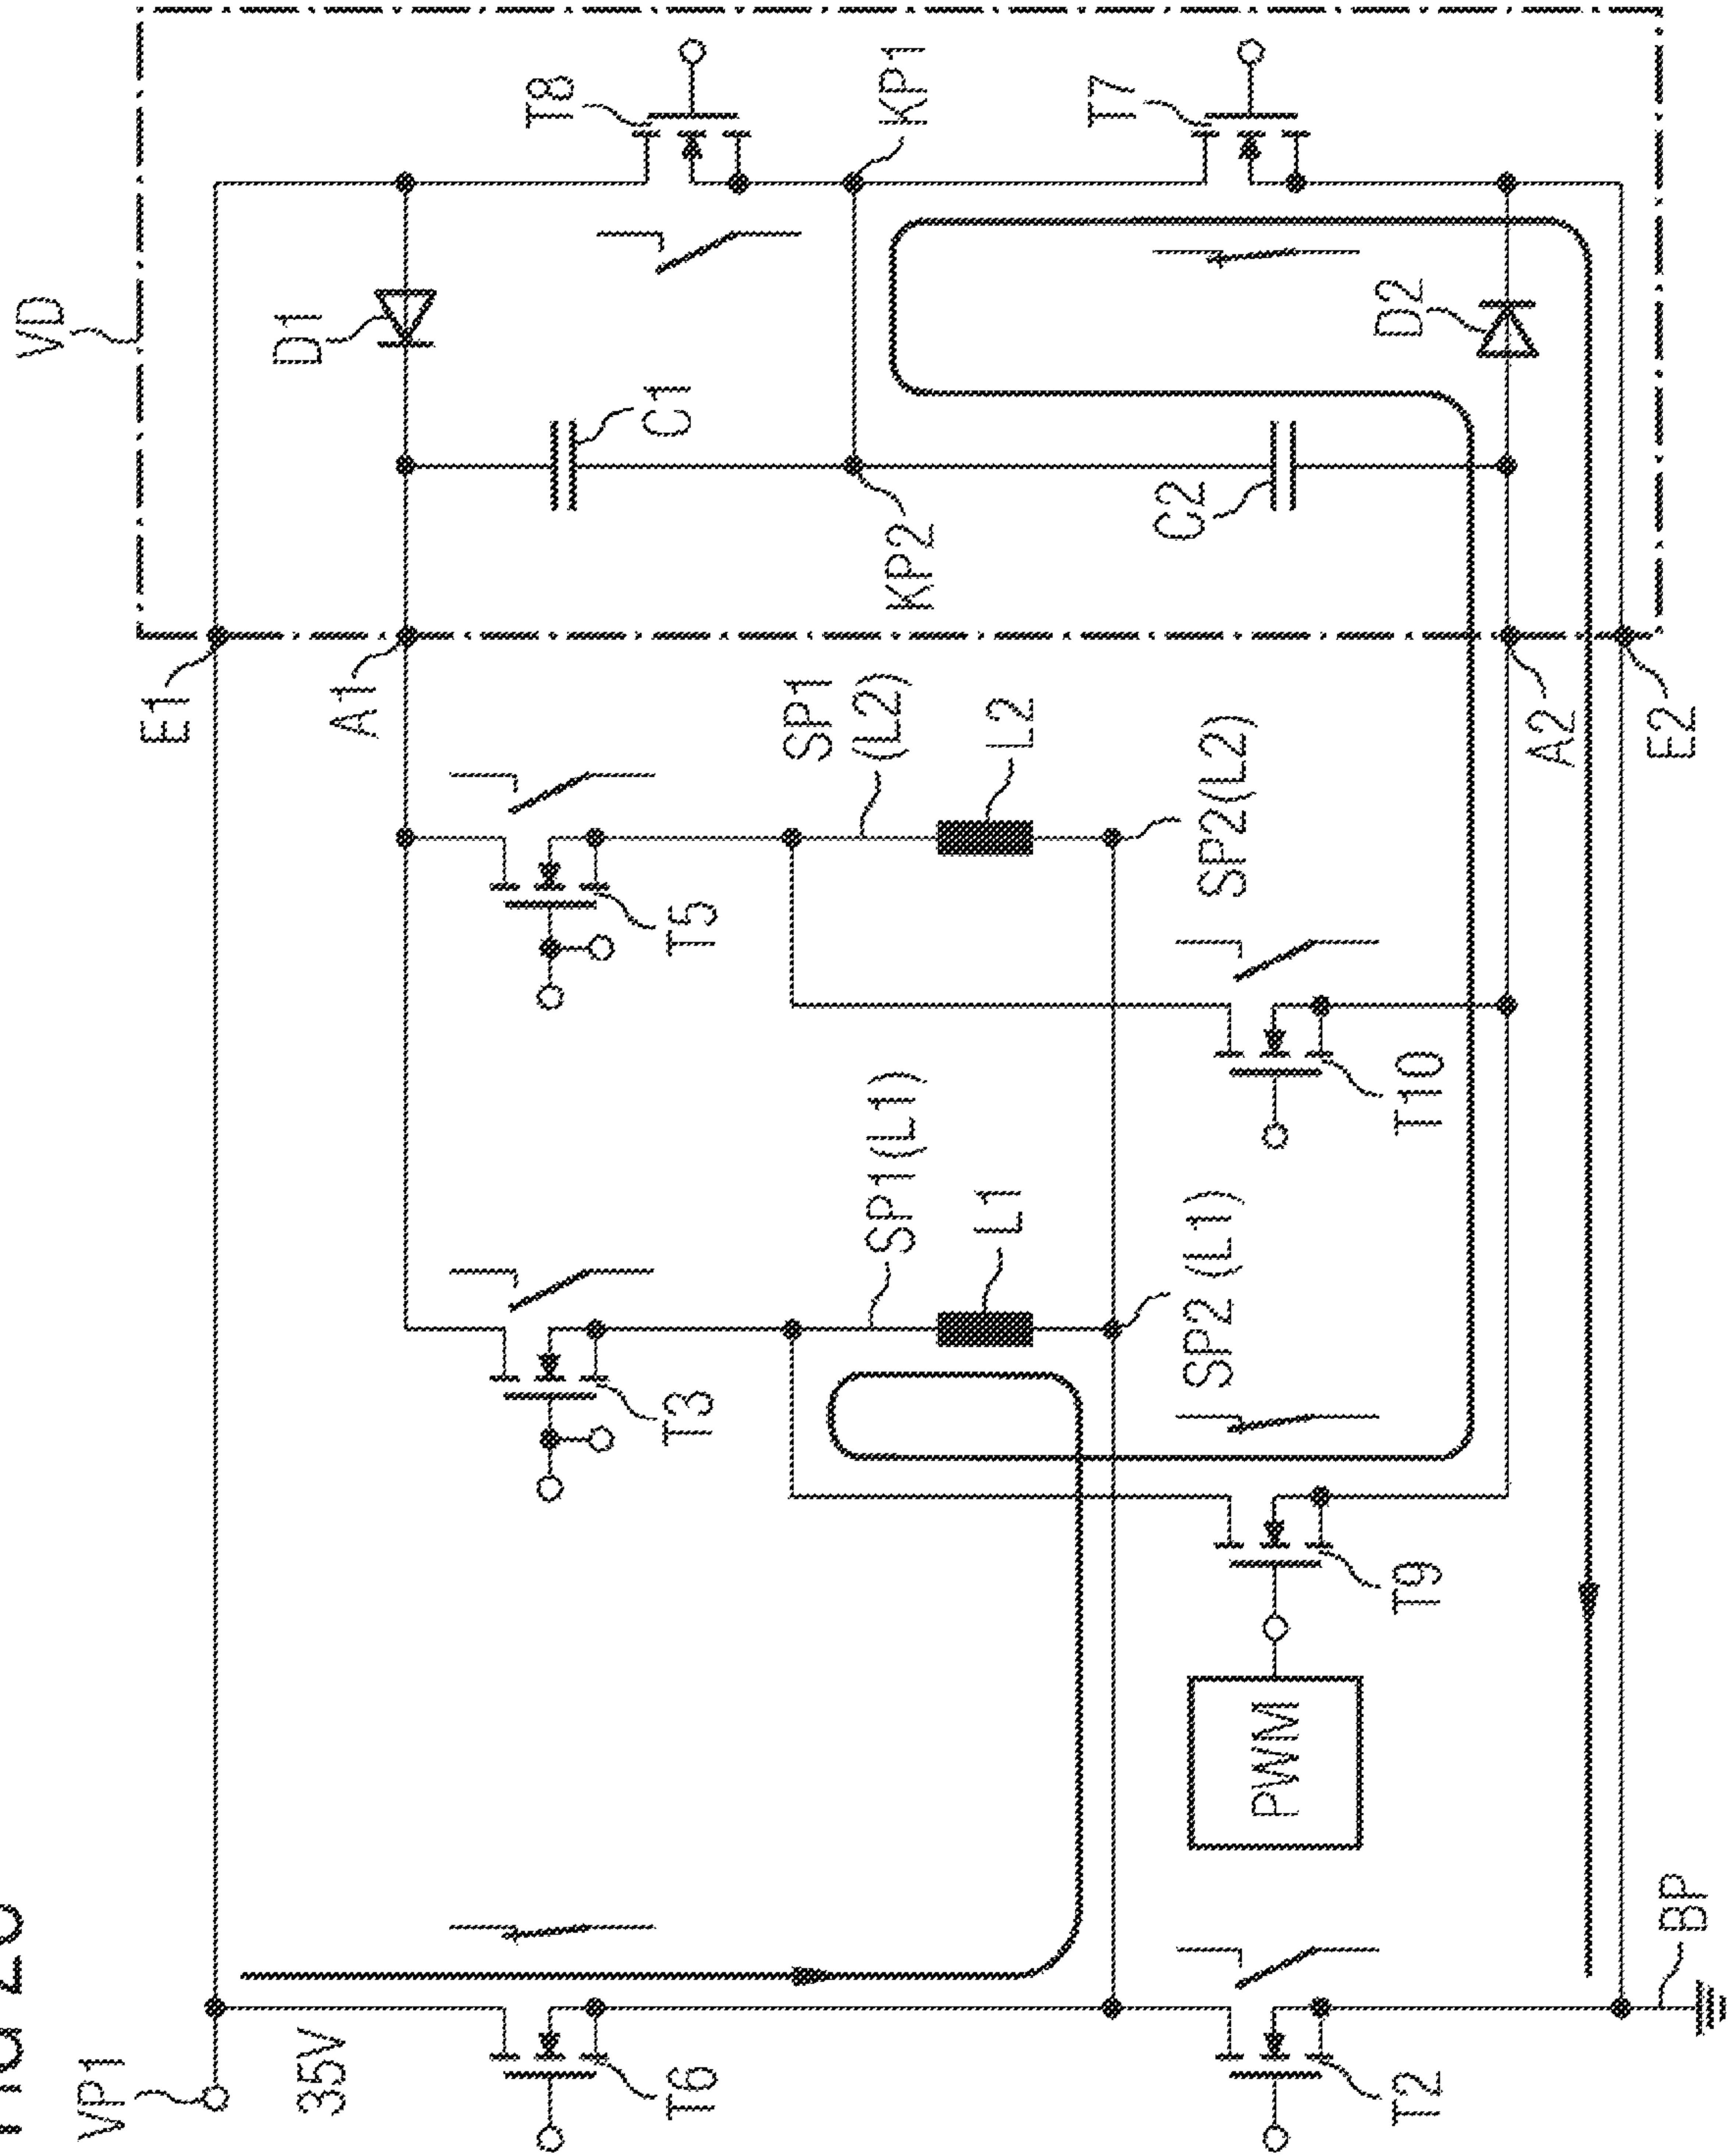 VD
VP1
E1
35V
A1
D1
T8
C1
T6
T3
T5
SP1
(L2)
SP1(L1)
KP2
KP1
L1
L2
T7
C2
SP2 (L1)
SP2(L2)
PWM
D2
T2
T9
T10
A2
BP
E2